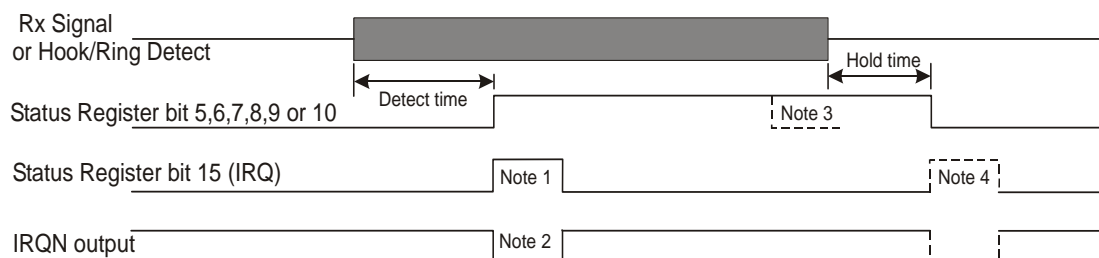 Rx Signal
or Hook/Ring Detect
Hold time
Detect time
Status Register bit 5,6,7,8,9 or 10
Note 3
Status Register bit 15 (IRQ)
Note 1
Note 4
IRQN output
Note 2